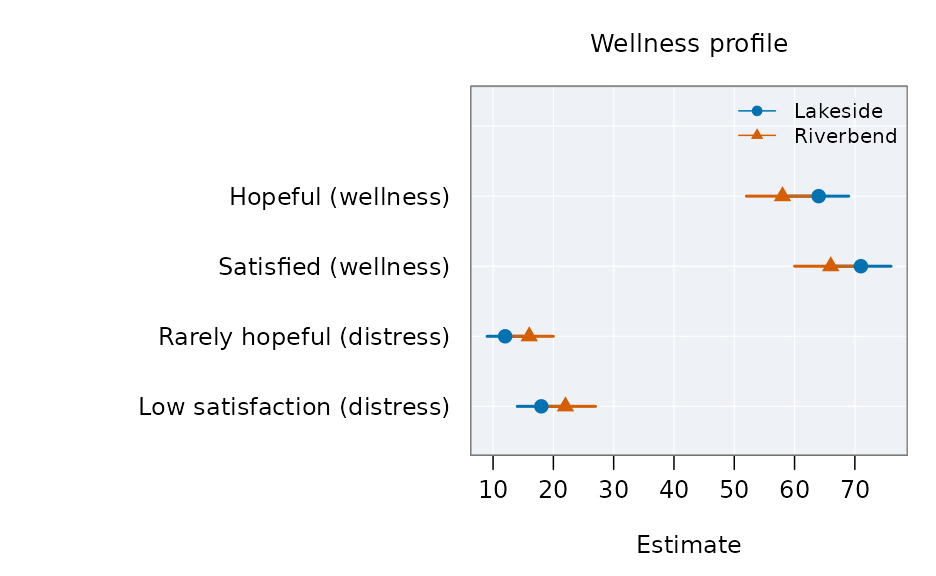 Wellness profile
Lakeside
Riverbend
Hopeful (wellness)
Satisfied (wellness)
Rarely hopeful (distress)
Low satisfaction (distress)
10 20 30 40 50 60 70
Estimate